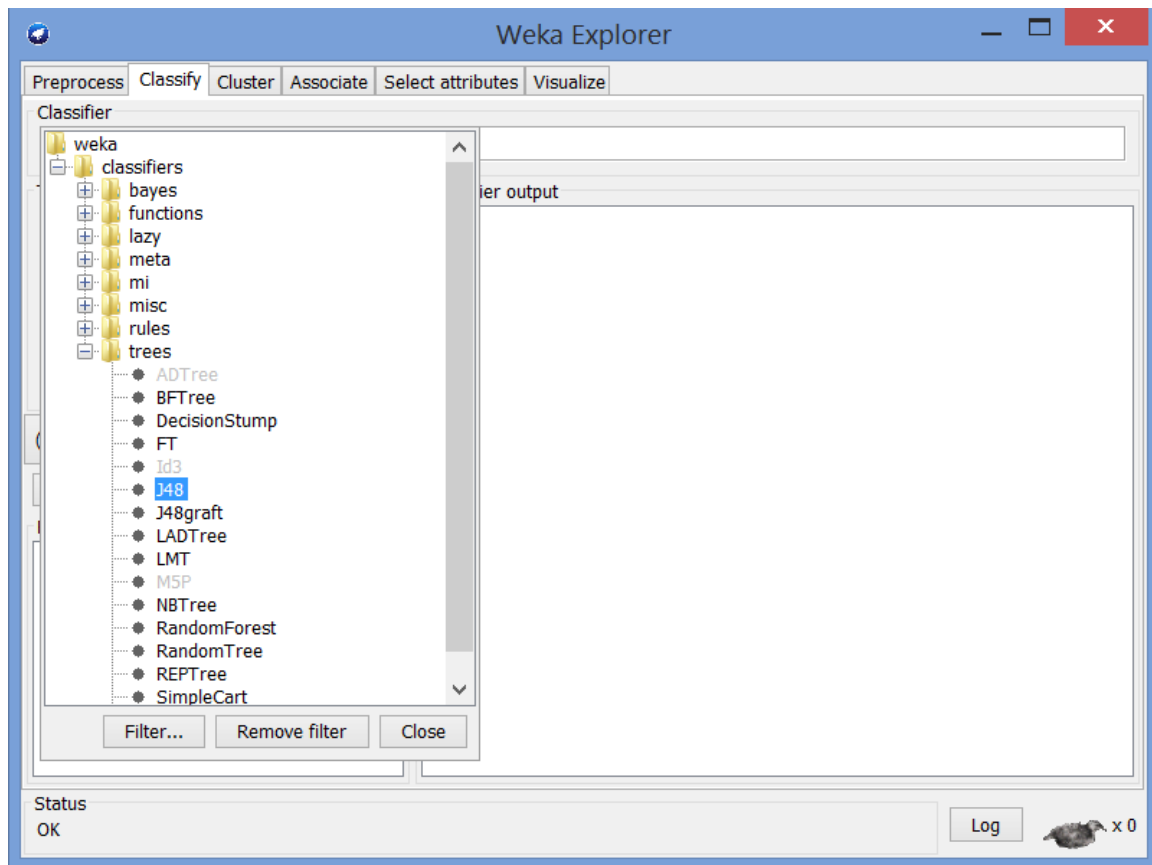 Weka Explorer
Preprocess Classify Cluster Associate Select attributes Visualize
Classifier
weka
classifiers
bayes
functions
lazy
meta
mi
misc
rules
trees
ADTree
BFTree
DecisionStump
FT
Id3
J48
J48graft
LADTree
LMT
M5P
NBTree
RandomForest
RandomTree
REPTree
SimpleCart
Filter... Remove filter Close
ier output
Status
OK
Log x 0